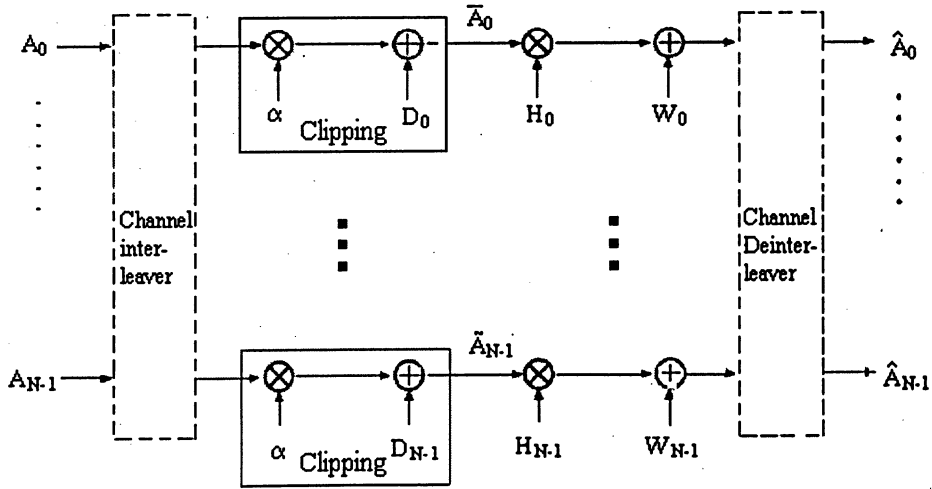 A0 Ā0 Â0
α D0 H0 W0
Clipping
Channel
inter-
leaver
Channel
Deinter-
leaver
AN-1 ÃN-1 ÂN-1
α DN-1 HN-1 WN-1
Clipping